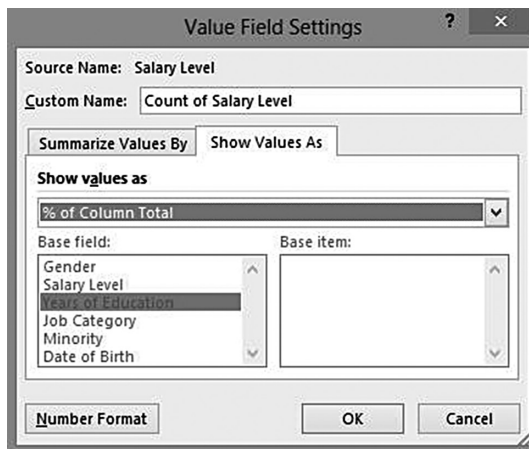 Value Field Settings ? ×
Source Name: Salary Level
Custom Name: Count of Salary Level
Summarize Values By Show Values As
Show values as
% of Column Total
Base field: Base item:
Gender
Salary Level
Years of Education
Job Category
Minority
Date of Birth
Number Format OK Cancel